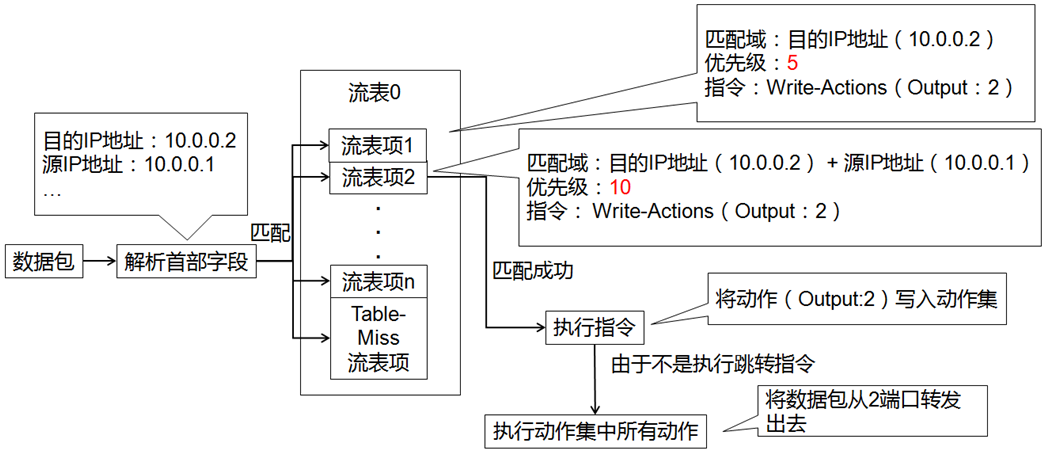 匹配域：目的IP地址（10.0.0.2）
优先级：5
指令：Write-Actions（Output：2）
流表0
目的IP地址：10.0.0.2
源IP地址：10.0.0.1
…
流表项1
匹配域：目的IP地址（10.0.0.2）+源IP地址（10.0.0.1）
优先级：10
指令： Write-Actions（Output：2）
流表项2
匹配
数据包
解析首部字段
匹配成功
流表项n
Table-
Miss
流表项
将动作（Output:2）写入动作集
执行指令
由于不是执行跳转指令
将数据包从2端口转发
出去
执行动作集中所有动作